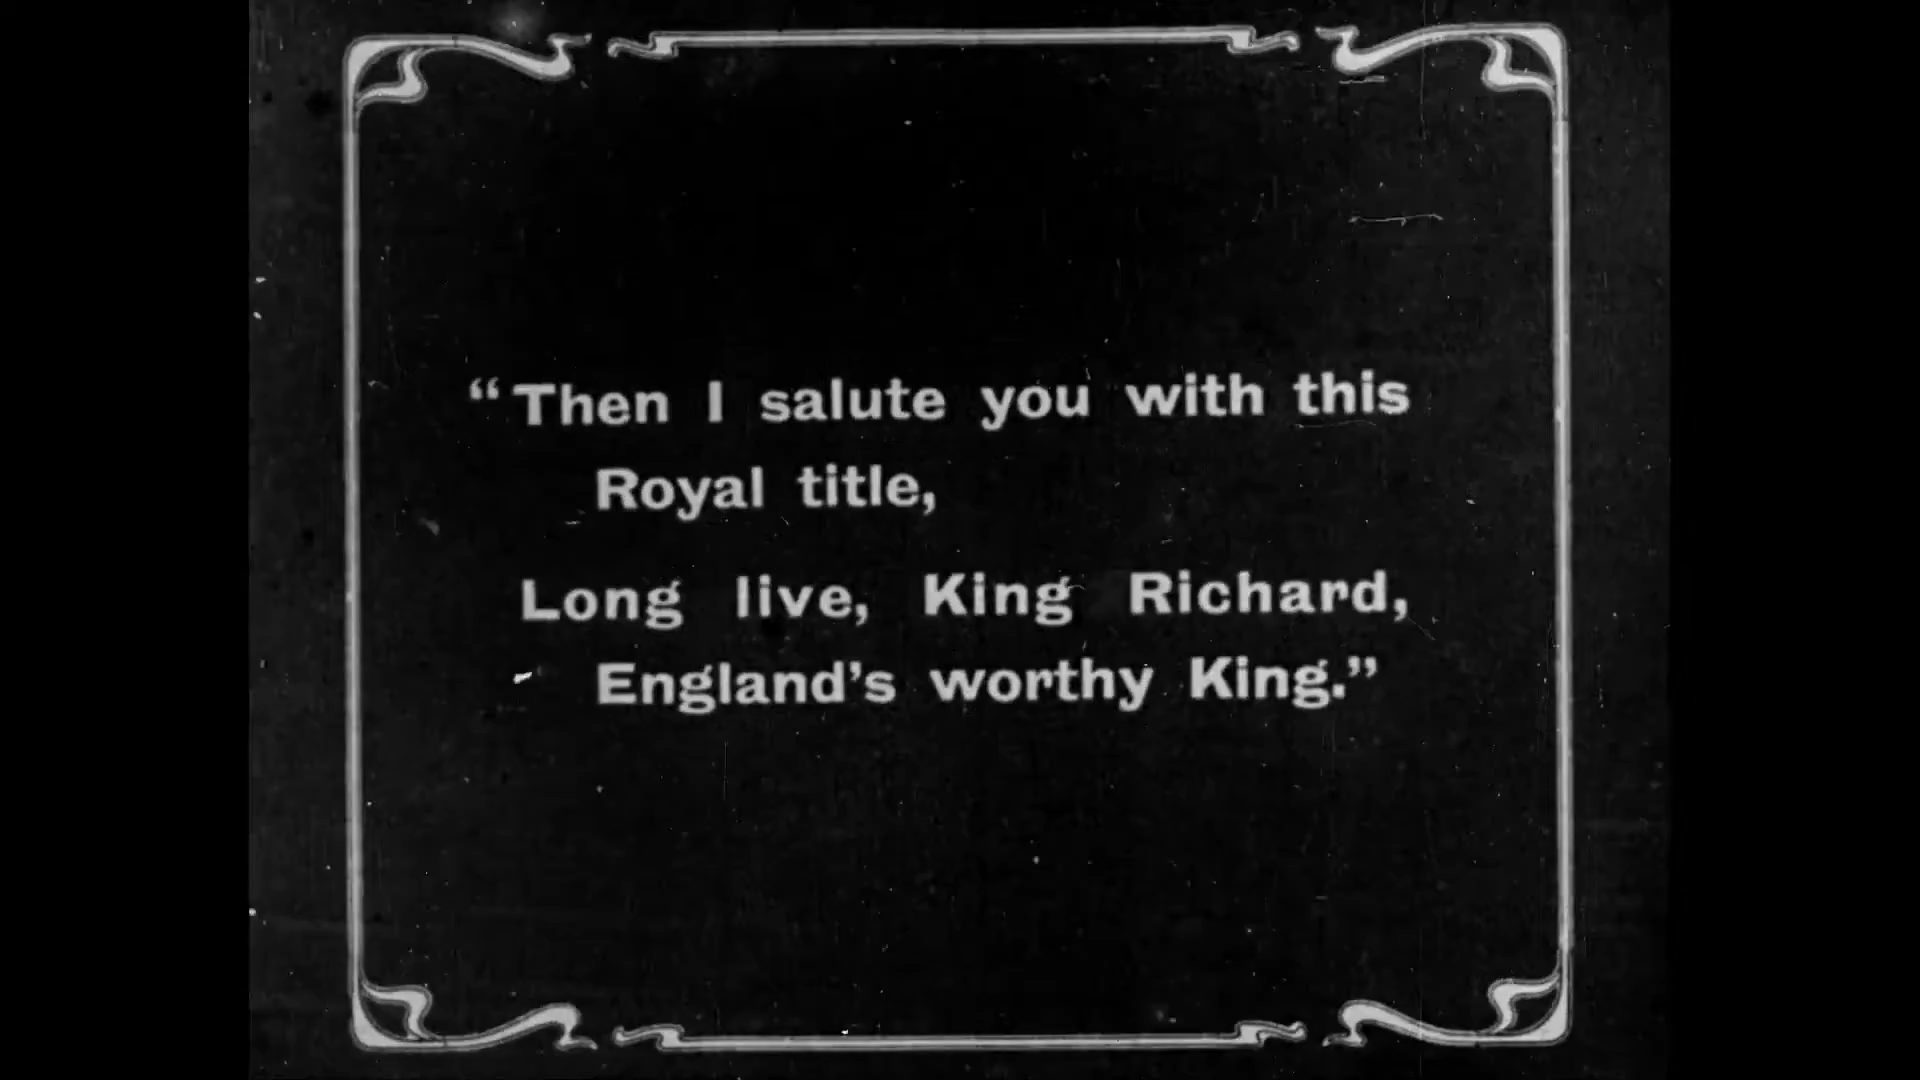 “Then I salute you with this
Royal title,
Long live, King Richard,
England’s worthy King.”